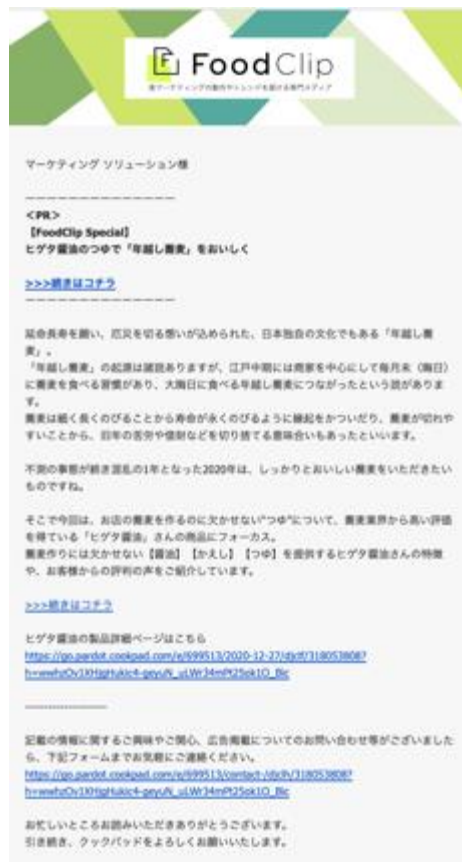 FoodClip
食マーケティングの動向やトレンドを届ける専門メディア
マーケティング ソリューション様
------------------------------
＜PR＞
【FoodClip Special】
ヒゲタ醤油のつゆで「年越し蕎麦」をおいしく
>>>続きはコチラ
------------------------------
延命長寿を願い、厄災を切る想いが込められた、日本独自の文化でもある「年越し蕎
麦」。
「年越し蕎麦」の起源は諸説ありますが、江戸中期には商家を中心にして毎月末（晦日）
に蕎麦を食べる習慣があり、大晦日に食べる年越し蕎麦につながったという説がありま
す。
蕎麦は細く長くのびることから寿命が永くのびるように縁起をかついだり、蕎麦が切れや
すいことから、旧年の苦労や借財などを切り捨てる意味合いもあったといいます。
不測の事態が続き混乱の1年となった2020年は、しっかりとおいしい蕎麦をいただきたい
ものですね。
そこで今回は、お店の蕎麦を作るのに欠かせない"つゆ"について、蕎麦業界から高い評価
を得ている「ヒゲタ醤油」さんの商品にフォーカス。
蕎麦作りには欠かせない【醤油】【かえし】【つゆ】を提供するヒゲタ醤油さんの特徴
や、お客様からの評判の声をご紹介しています。
>>>続きはコチラ
ヒゲタ醤油の製品詳細ページはこちら
https://go.pardot.cookpad.com/e/699513/2020-12-27/
--------------------
記載の情報に関するご興味やご関心、広告掲載についてのお問い合わせ等がございました
ら、下記フォームまでお気軽にご連絡ください。
https://go.pardot.cookpad.com/e/699513/contact-/
お忙しいところお読みいただきありがとうございます。
引き続き、クックパッドをよろしくお願いいたします。